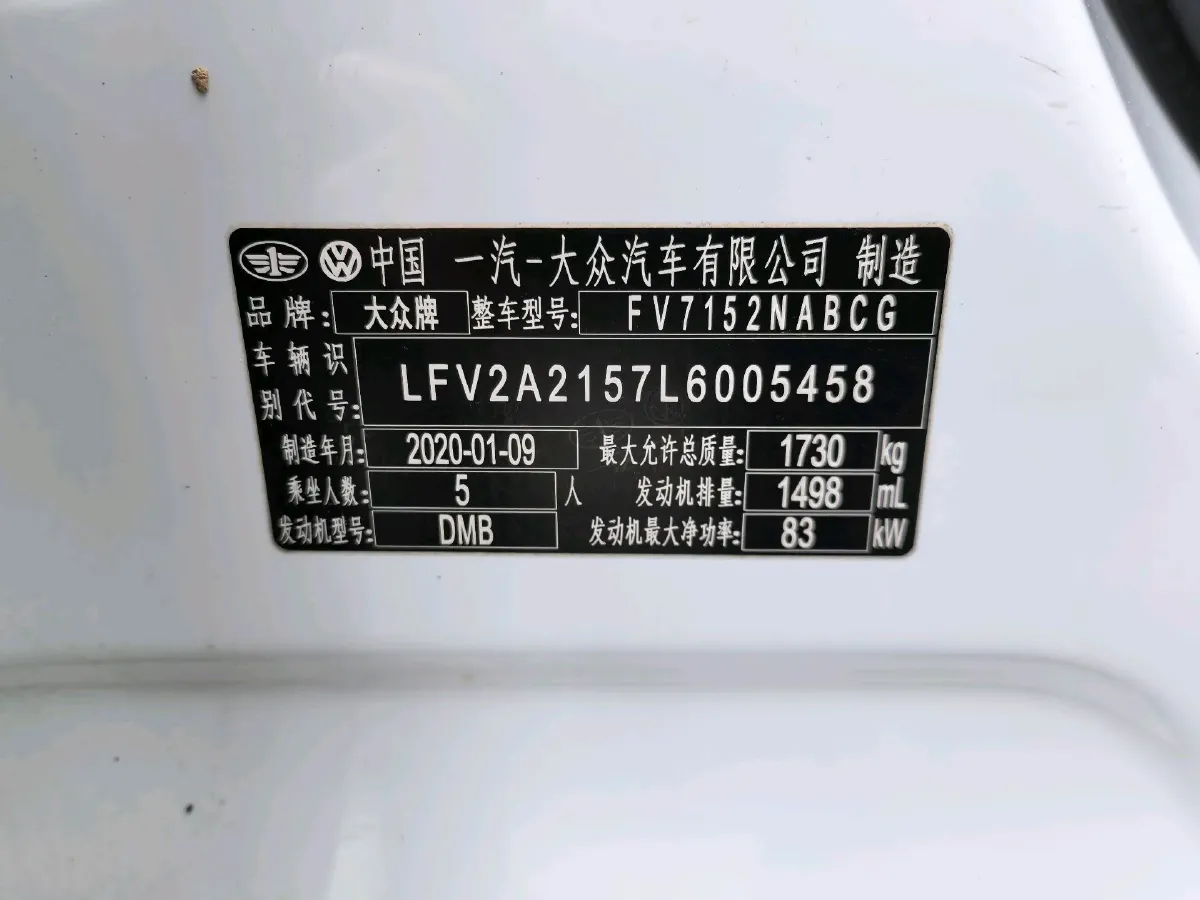 中国 一汽-大众汽车有限公司 制造
品牌: 大众牌 整车型号: FV7152NABCG
车辆识别代号: LFV2A2157L6005458
制造年月: 2020-01-09 最大允许总质量: 1730 kg
乘坐人数: 5 人 发动机排量: 1498 mL
发动机型号: DMB 发动机最大净功率: 83 kW